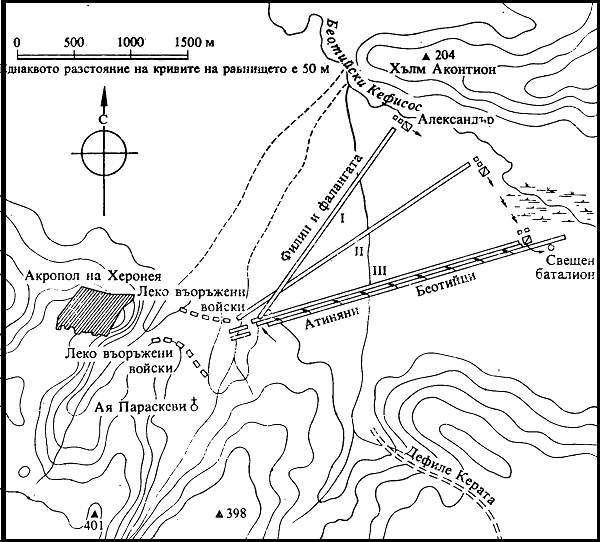 0 500 1000 1500 м
Еднаквото разстояние на кривите на равнището е 50 м
С
Беотийски Кефисос
▲ 204
Хълм Аконтион
Александър
Филип и фалангата
I
II
III
Свещен
баталион
Беотийци
Атиняни
Акропол на Херонея
Леко въоръжени
войски
Леко въоръжени
войски
Ая Параскеви
Дефиле Керата
401
▲ 398